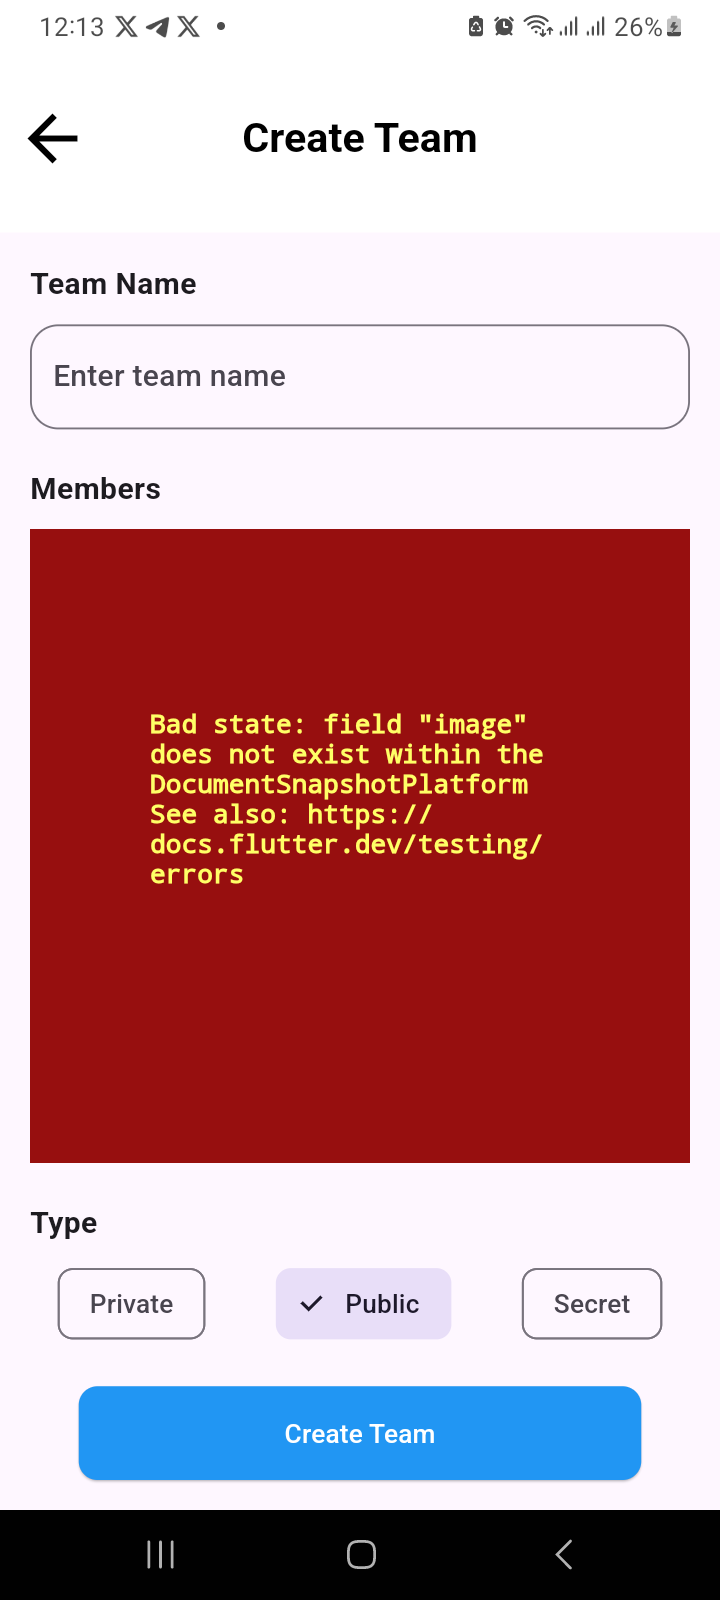 12:13
26%
Create Team
Team Name
Enter team name
Members
Bad state: field "image"
does not exist within the
DocumentSnapshotPlatform
See also: https://
docs.flutter.dev/testing/
errors
Type
Private
Public
Secret
Create Team